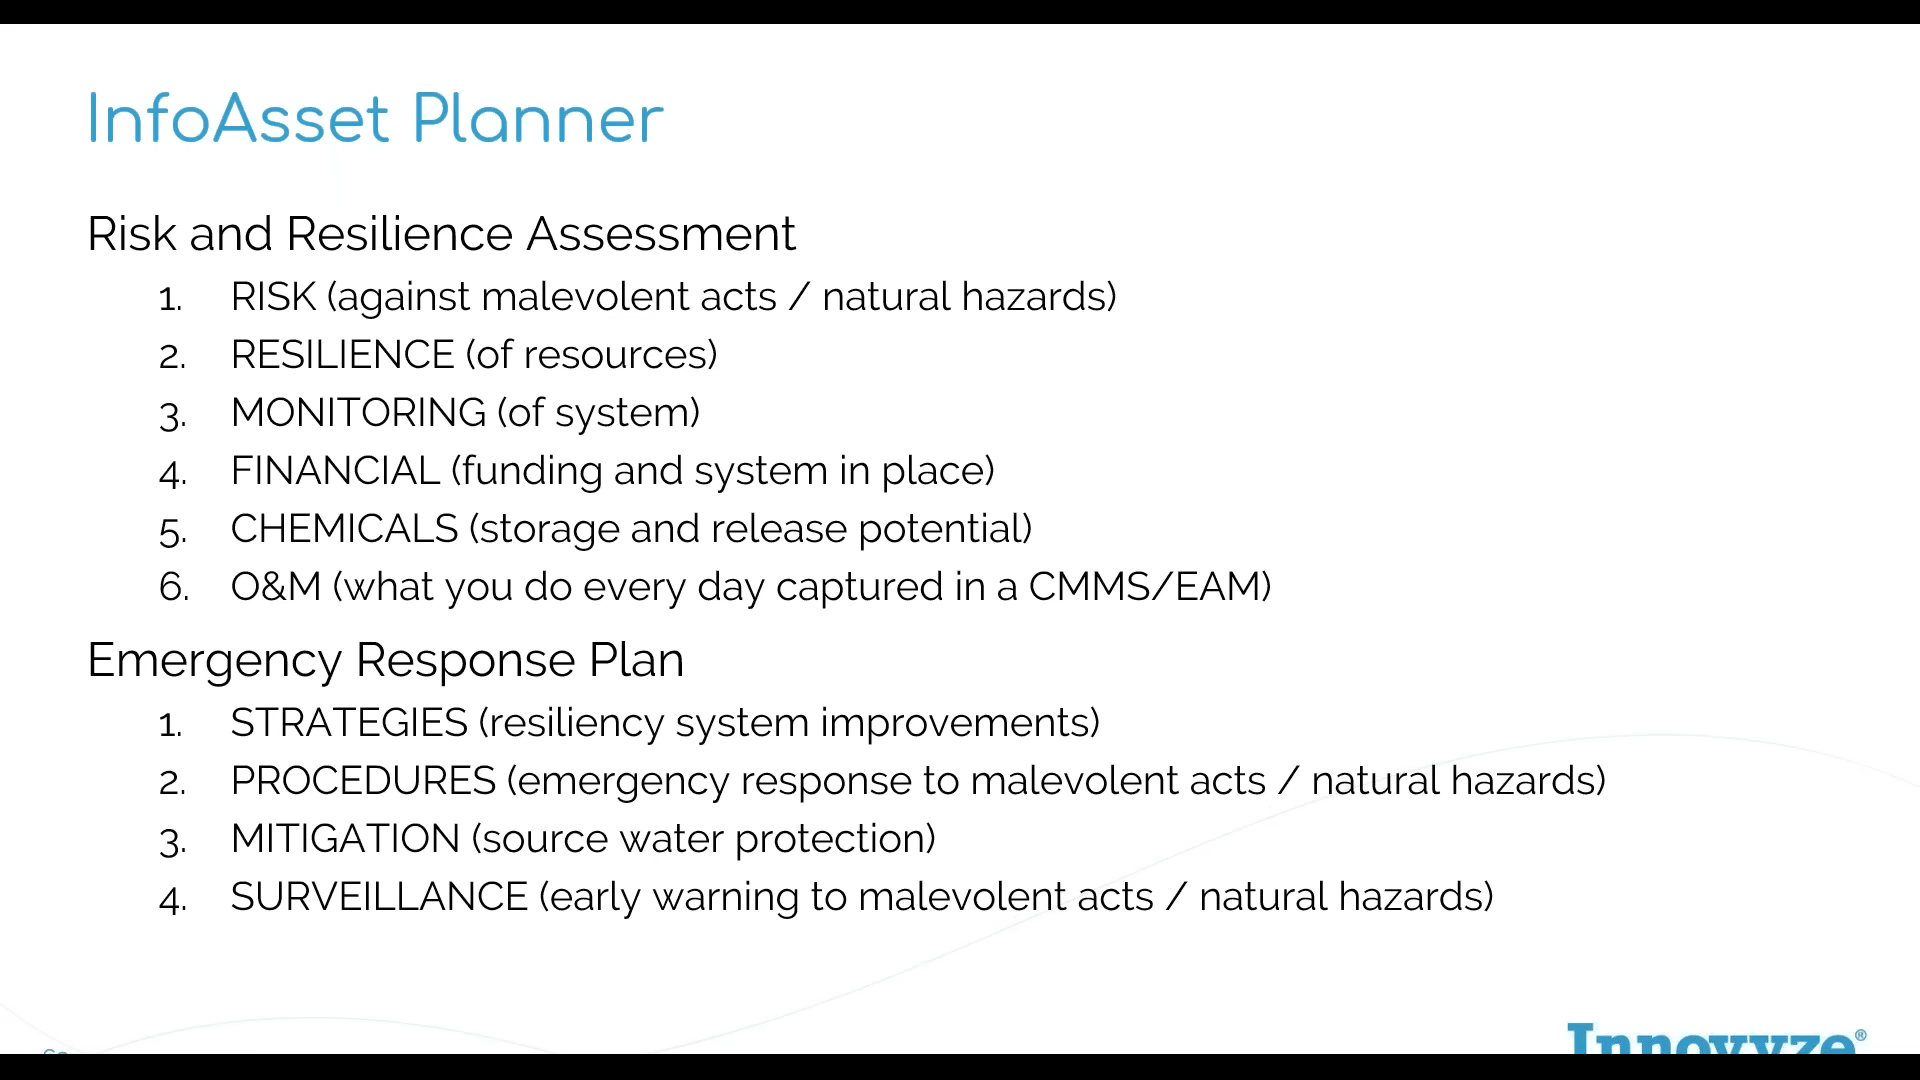 InfoAsset Planner
Risk and Resilience Assessment
1. RISK (against malevolent acts / natural hazards)
2. RESILIENCE (of resources)
3. MONITORING (of system)
4. FINANCIAL (funding and system in place)
5. CHEMICALS (storage and release potential)
6. O&M (what you do every day captured in a CMMS/EAM)
Emergency Response Plan
1. STRATEGIES (resiliency system improvements)
2. PROCEDURES (emergency response to malevolent acts / natural hazards)
3. MITIGATION (source water protection)
4. SURVEILLANCE (early warning to malevolent acts / natural hazards)
Innovyze®